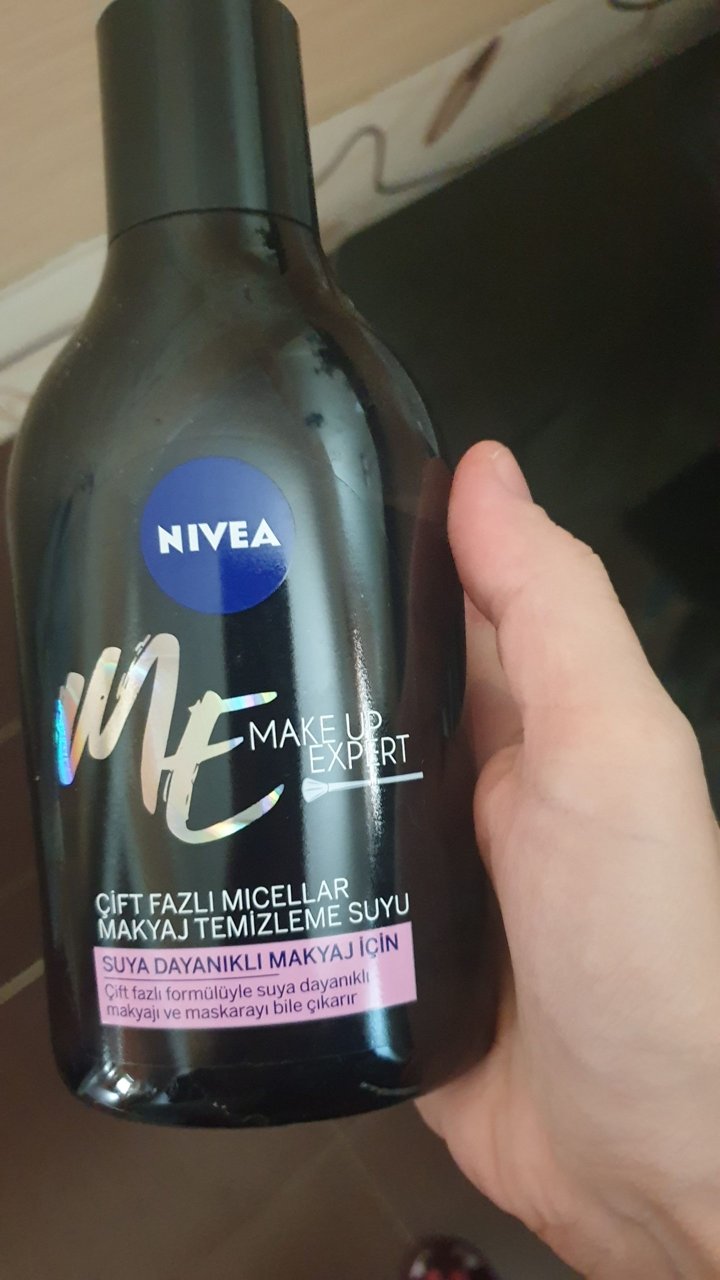 NIVEA
ME
MAKE UP
EXPERT
ÇİFT FAZLI MICELLAR
MAKYAJ TEMİZLEME SUYU
SUYA DAYANIKLI MAKYAJ İÇİN
Çift fazlı formülüyle suya dayanıklı
makyajı ve maskarayı bile çıkarır